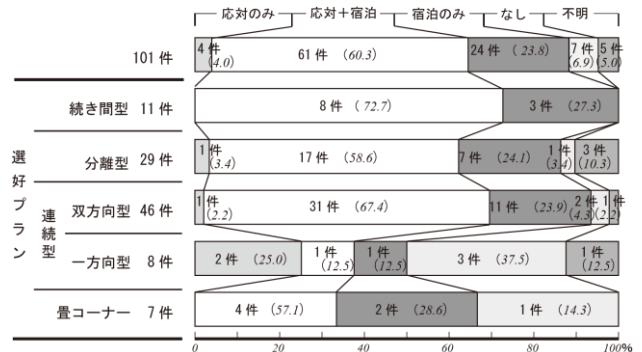 応対のみ 応対＋宿泊 宿泊のみ なし 不明
101 件 4 件 (4.0) 61 件 (60.3) 24 件 (23.8) 7 件 (6.9) 5 件 (5.0)
選好プラン
続き間型 11 件 8 件 (72.7) 3 件 (27.3)
分離型 29 件 1 件 (3.4) 17 件 (58.6) 7 件 (24.1) 1 件 (3.4) 3 件 (10.3)
連続型
双方向型 46 件 1 件 (2.2) 31 件 (67.4) 11 件 (23.9) 2 件 (4.3) 1 件 (2.2)
一方向型 8 件 2 件 (25.0) 1 件 (12.5) 1 件 (12.5) 3 件 (37.5) 1 件 (12.5)
畳コーナー 7 件 4 件 (57.1) 2 件 (28.6) 1 件 (14.3)
0 20 40 60 80 100%